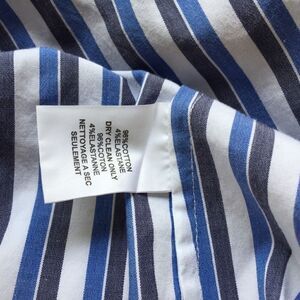 96%COTTON
4%ELASTANE
DRY CLEAN ONLY
96%COTON
4%ELASTANNE
NETTOYAGE A SEC
SEULEMENT